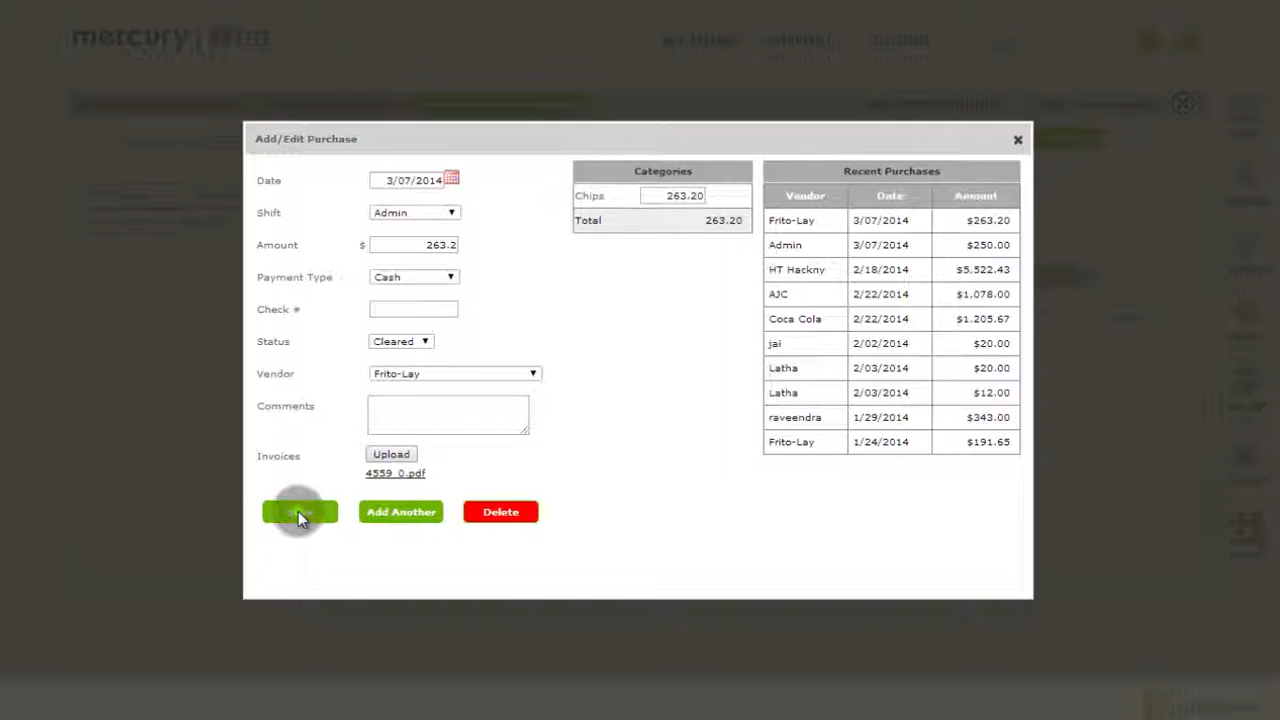 mercury
Add/Edit Purchase
Date 3/07/2014
Shift Admin
Amount $ 263.2
Payment Type Cash
Check #
Status Cleared
Vendor Frito-Lay
Comments
Invoices Upload
4559_0.pdf
Add Another Delete
Categories
Chips 263.20
Total 263.20
Recent Purchases
Vendor Date Amount
Frito-Lay 3/07/2014 $263.20
Admin 3/07/2014 $250.00
HT Hackny 2/18/2014 $5,522.43
AJC 2/22/2014 $1,078.00
Coca Cola 2/22/2014 $1,205.67
jai 2/02/2014 $20.00
Latha 2/03/2014 $20.00
Latha 2/03/2014 $12.00
raveendra 1/29/2014 $343.00
Frito-Lay 1/24/2014 $191.65